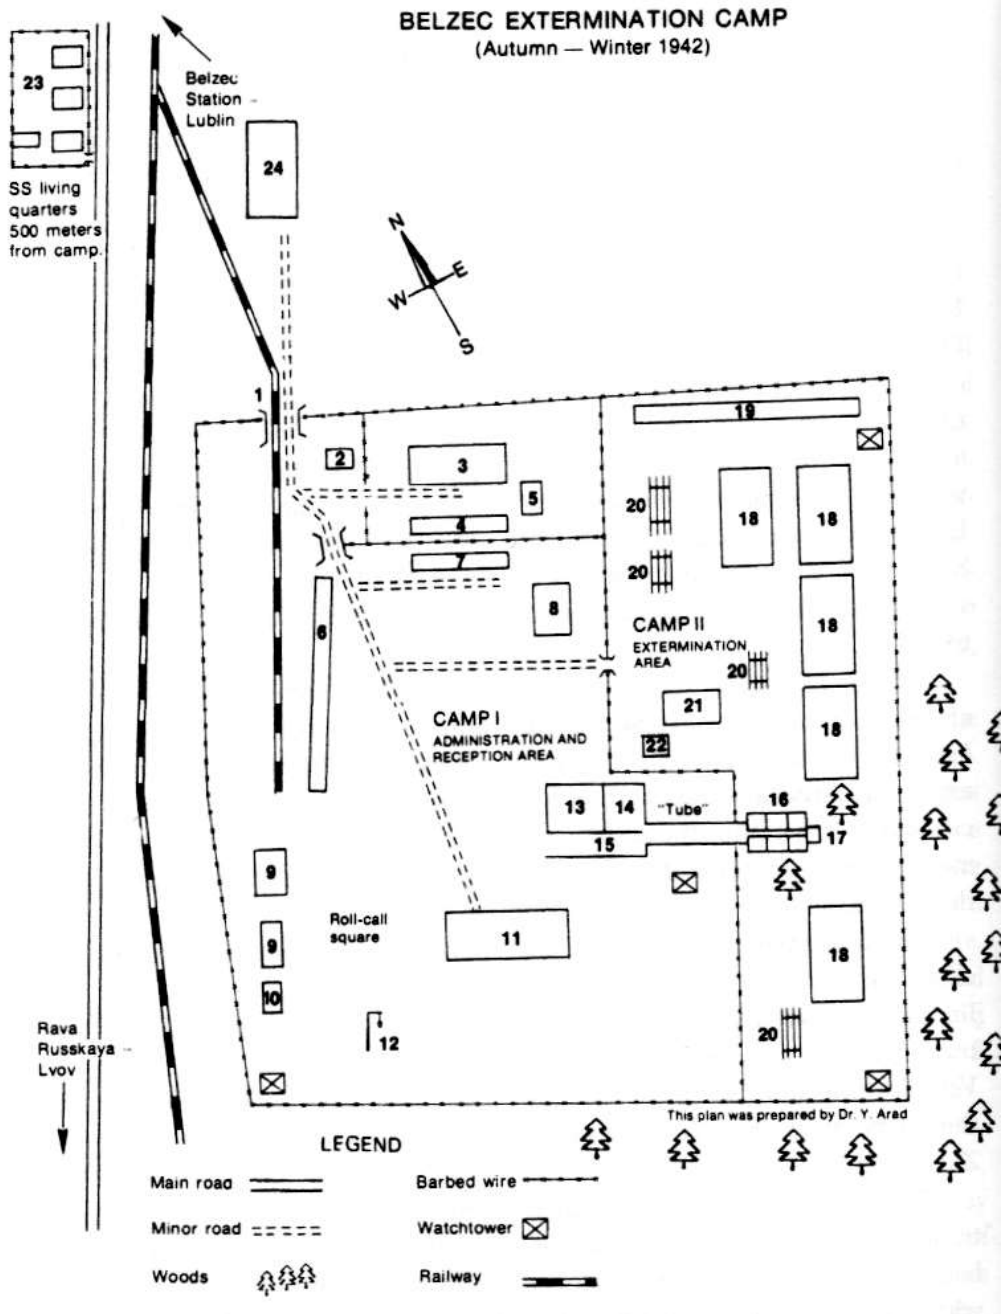 BELZEC EXTERMINATION CAMP
(Autumn — Winter 1942)
23
Belzec
Station
Lublin
24
SS living
quarters
500 meters
from camp.
N
E
W
S
1
19
2
3
5
20
18
18
4
7
20
8
6
CAMP II
EXTERMINATION
AREA
18
20
21
CAMP I
ADMINISTRATION AND
RECEPTION AREA
22
18
13
14
"Tube"
16
15
17
9
Roll-call
square
11
9
18
10
12
20
Rava
Russkaya
Lvov
This plan was prepared by Dr. Y. Arad
LEGEND
Main road
Barbed wire
Minor road
Watchtower
Woods
Railway